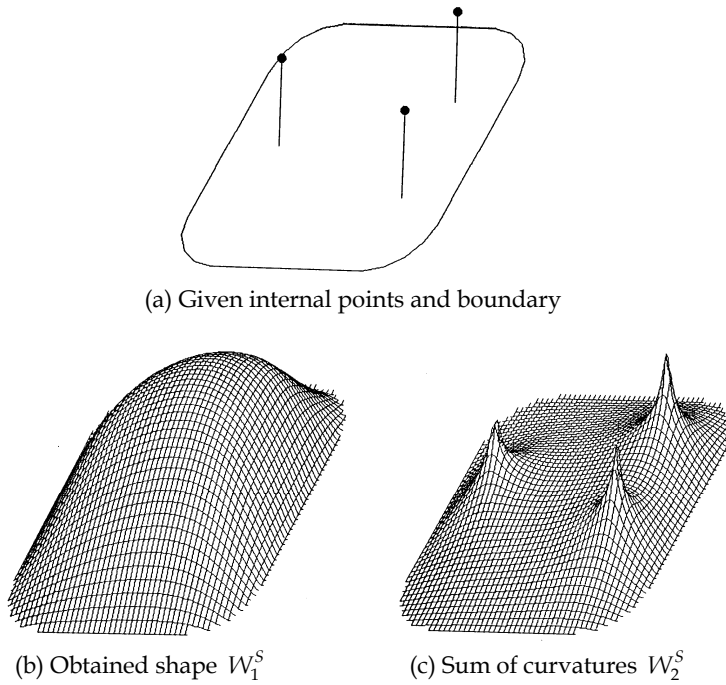 (a) Given internal points and boundary
(b) Obtained shape $W_1^S$
(c) Sum of curvatures $W_2^S$